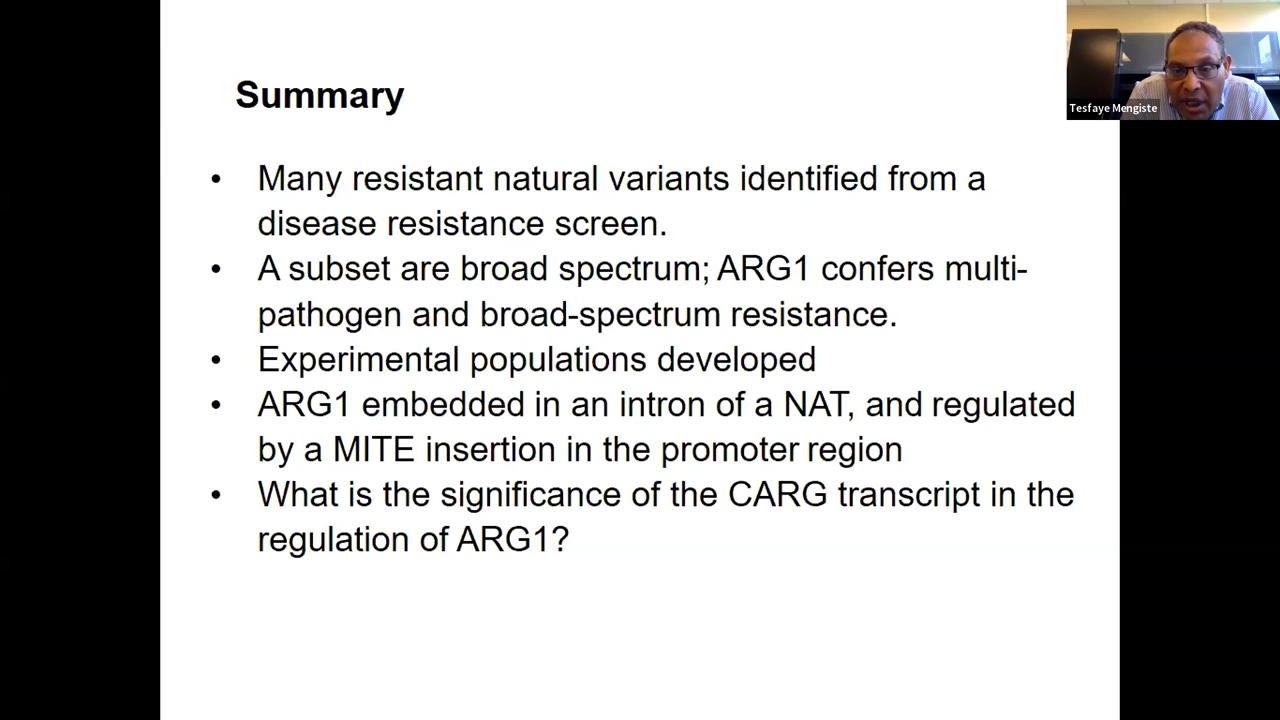 Summary
• Many resistant natural variants identified from a
disease resistance screen.
• A subset are broad spectrum; ARG1 confers multi-
pathogen and broad-spectrum resistance.
• Experimental populations developed
• ARG1 embedded in an intron of a NAT, and regulated
by a MITE insertion in the promoter region
• What is the significance of the CARG transcript in the
regulation of ARG1?
Tesfaye Mengiste